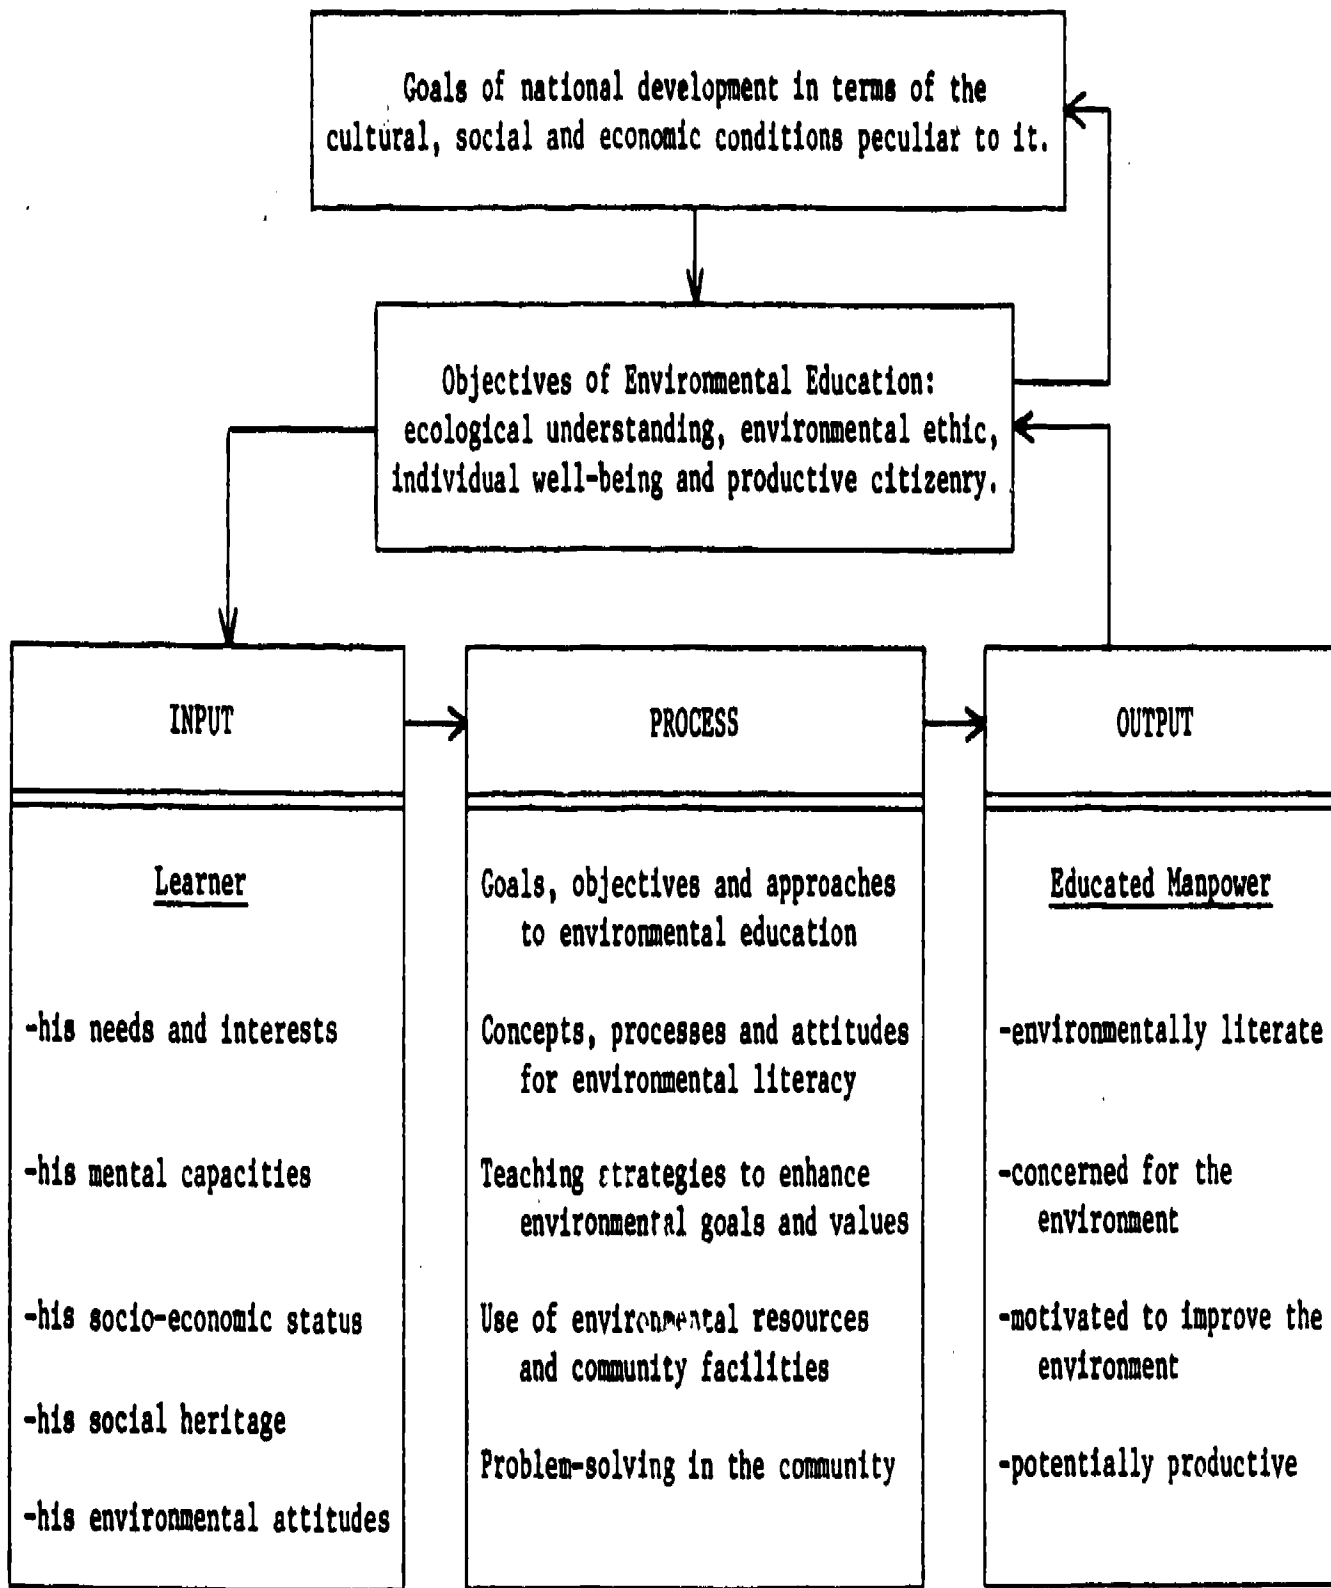 Goals of national development in terms of the
cultural, social and economic conditions peculiar to it.
Objectives of Environmental Education:
ecological understanding, environmental ethic,
individual well-being and productive citizenry.
INPUT
Learner
-his needs and interests
-his mental capacities
-his socio-economic status
-his social heritage
-his environmental attitudes
PROCESS
Goals, objectives and approaches
to environmental education
Concepts, processes and attitudes
for environmental literacy
Teaching strategies to enhance
environmental goals and values
Use of environmental resources
and community facilities
Problem-solving in the community
OUTPUT
Educated Manpower
-environmentally literate
-concerned for the
environment
-motivated to improve the
environment
-potentially productive